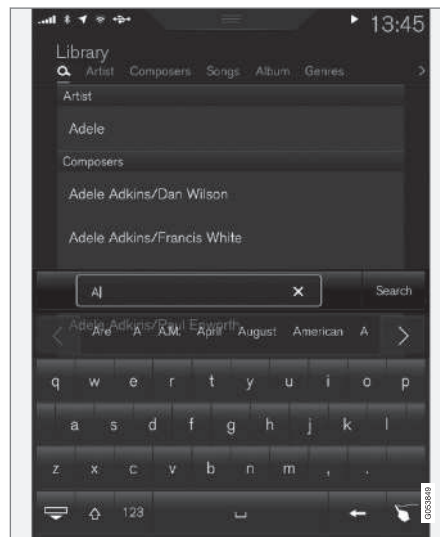 13:45
Library
Artist Composers Songs Album Genres
Artist
Adele
Composers
Adele Adkins/Dan Wilson
Adele Adkins/Francis White
A
Search
Adele Adkins/Paul Epworth
Are A A.M. April August American A
q w e r t y u i o p
a s d f g h j k l
z x c v b n m , .
123
G053849